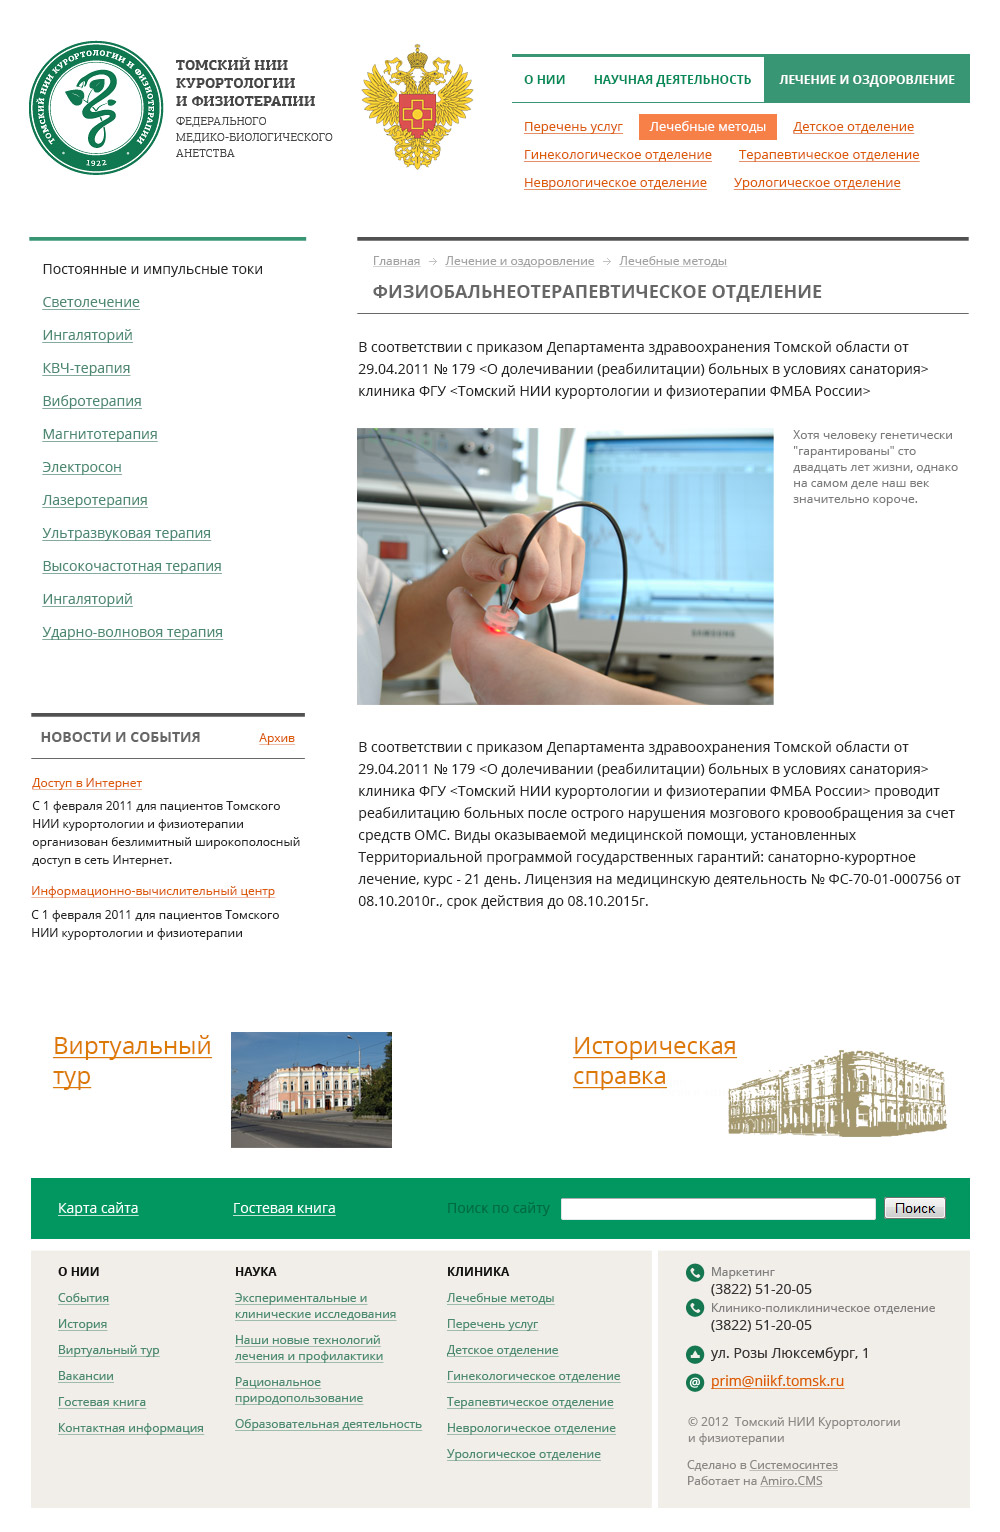 ТОМСКИЙ НИИ КУРОРТОЛОГИИ И ФИЗИОТЕРАПИИ
1922
ТОМСКИЙ НИИ
КУРОРТОЛОГИИ
И ФИЗИОТЕРАПИИ
ФЕДЕРАЛЬНОГО
МЕДИКО-БИОЛОГИЧЕСКОГО
АНЕТСТВА
О НИИ НАУЧНАЯ ДЕЯТЕЛЬНОСТЬ ЛЕЧЕНИЕ И ОЗДОРОВЛЕНИЕ
Перечень услуг Лечебные методы Детское отделение
Гинекологическое отделение Терапевтическое отделение
Неврологическое отделение Урологическое отделение
Постоянные и импульсные токи
Светолечение
Ингаляторий
КВЧ-терапия
Вибротерапия
Магнитотерапия
Электросон
Лазеротерапия
Ультразвуковая терапия
Высокочастотная терапия
Ингаляторий
Ударно-волновоя терапия
НОВОСТИ И СОБЫТИЯ Архив
Доступ в Интернет
С 1 февраля 2011 для пациентов Томского
НИИ курортологии и физиотерапии
организован безлимитный широкополосный
доступ в сеть Интернет.
Информационно-вычислительный центр
С 1 февраля 2011 для пациентов Томского
НИИ курортологии и физиотерапии
Главная → Лечение и оздоровление → Лечебные методы
ФИЗИОБАЛЬНЕОТЕРАПЕВТИЧЕСКОЕ ОТДЕЛЕНИЕ
В соответствии с приказом Департамента здравоохранения Томской области от
29.04.2011 № 179 <О долечивании (реабилитации) больных в условиях санатория>
клиника ФГУ <Томский НИИ курортологии и физиотерапии ФМБА России>
SAMSUNG
Хотя человеку генетически
"гарантированы" сто
двадцать лет жизни, однако
на самом деле наш век
значительно короче.
В соответствии с приказом Департамента здравоохранения Томской области от
29.04.2011 № 179 <О долечивании (реабилитации) больных в условиях санатория>
клиника ФГУ <Томский НИИ курортологии и физиотерапии ФМБА России> проводит
реабилитацию больных после острого нарушения мозгового кровообращения за счет
средств ОМС. Виды оказываемой медицинской помощи, установленных
Территориальной программой государственных гарантий: санаторно-курортное
лечение, курс - 21 день. Лицензия на медицинскую деятельность № ФС-70-01-000756 от
08.10.2010г., срок действия до 08.10.2015г.
Виртуальный
тур
Историческая
справка
Карта сайта Гостевая книга Поиск по сайту Поиск
О НИИ
События
История
Виртуальный тур
Вакансии
Гостевая книга
Контактная информация
НАУКА
Экспериментальные и
клинические исследования
Наши новые технологий
лечения и профилактики
Рациональное
природопользование
Образовательная деятельность
КЛИНИКА
Лечебные методы
Перечень услуг
Детское отделение
Гинекологическое отделение
Терапевтическое отделение
Неврологическое отделение
Урологическое отделение
Маркетинг
(3822) 51-20-05
Клинико-поликлиническое отделение
(3822) 51-20-05
ул. Розы Люксембург, 1
@ prim@niikf.tomsk.ru
© 2012 Томский НИИ Курортологии
и физиотерапии
Сделано в Системосинтез
Работает на Amiro.CMS